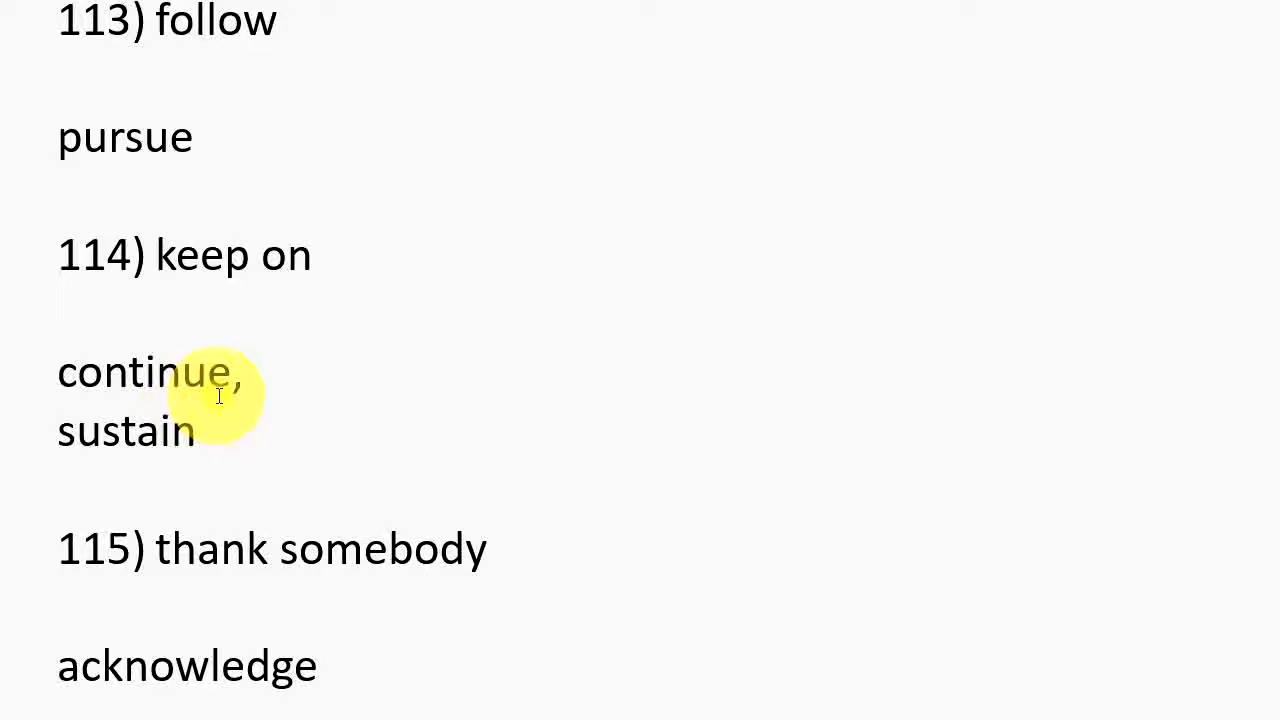 113) follow
pursue
114) keep on
continue,
sustain
115) thank somebody
acknowledge